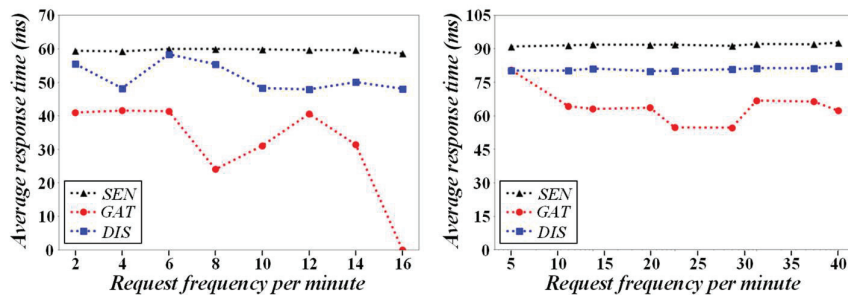 70
60
50
40
30
20
10
0
Average response time (ms)
SEN
GAT
DIS
2 4 6 8 10 12 14 16
Request frequency per minute
105
90
75
60
45
30
15
0
Average response time (ms)
SEN
GAT
DIS
5 10 15 20 25 30 35 40
Request frequency per minute